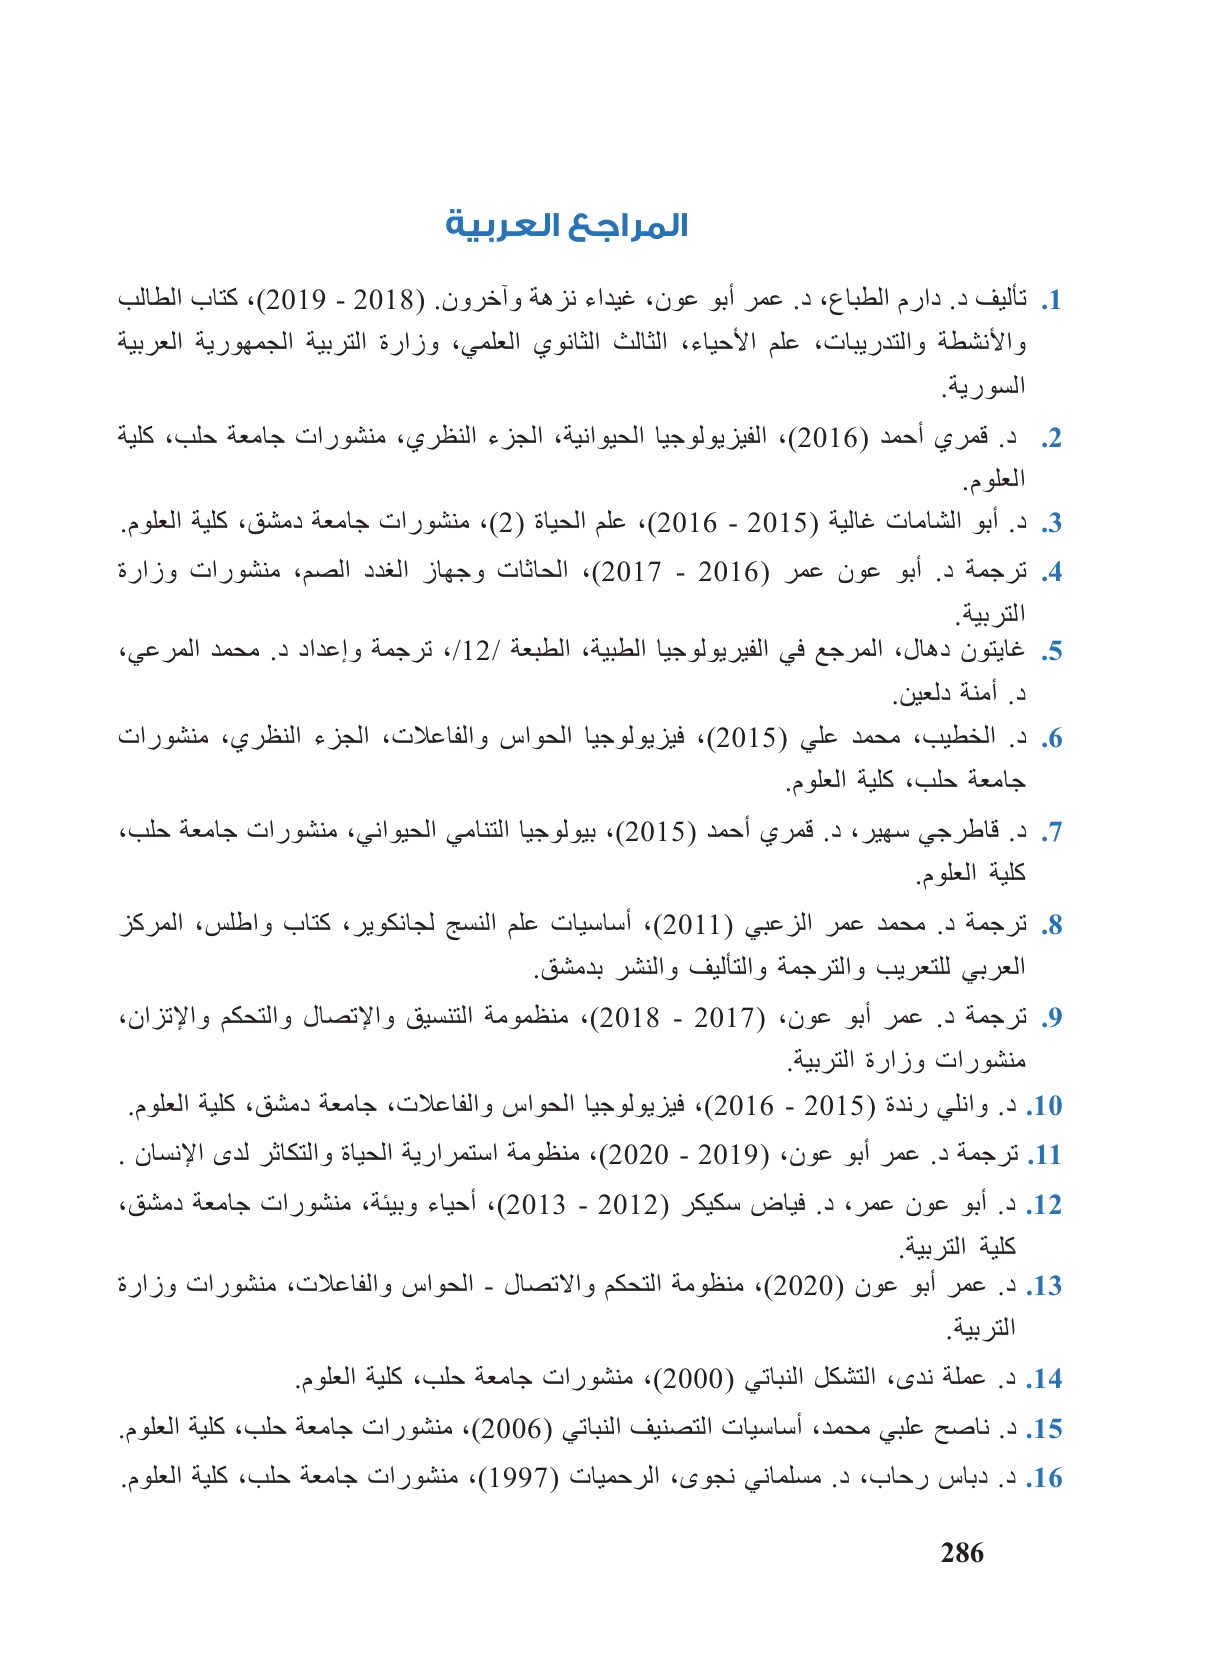 المراجع العربية
1. تأليف د. دارم الطباع، د. عمر أبو عون، غيداء نزهة وآخرون. (2018 - 2019)، كتاب الطالب
والأنشطة والتدريبات، علم الأحياء، الثالث الثانوي العلمي، وزارة التربية الجمهورية العربية
السورية.
2. د. قمري أحمد (2016)، الفيزيولوجيا الحيوانية، الجزء النظري، منشورات جامعة حلب، كلية
العلوم.
3. د. أبو الشامات غالية (2015 - 2016)، علم الحياة (2)، منشورات جامعة دمشق، كلية العلوم.
4. ترجمة د. أبو عون عمر (2016 - 2017)، الحاثات وجهاز الغدد الصم، منشورات وزارة
التربية.
5. غايتون دهال، المرجع في الفيريولوجيا الطبية، الطبعة /12/، ترجمة وإعداد د. محمد المرعي،
د. أمنة دلعين.
6. د. الخطيب، محمد علي (2015)، فيزيولوجيا الحواس والفاعلات، الجزء النظري، منشورات
جامعة حلب، كلية العلوم.
7. د. قاطرجي سهير، د. قمري أحمد (2015)، بيولوجيا التنامي الحيواني، منشورات جامعة حلب،
كلية العلوم.
8. ترجمة د. محمد عمر الزعبي (2011)، أساسيات علم النسج لجانكوير، كتاب واطلس، المركز
العربي للتعريب والترجمة والتأليف والنشر بدمشق.
9. ترجمة د. عمر أبو عون، (2017 - 2018)، منظمومة التنسيق والإتصال والتحكم والإتزان،
منشورات وزارة التربية.
10. د. وانلي رندة (2015 - 2016)، فيزيولوجيا الحواس والفاعلات، جامعة دمشق، كلية العلوم.
11. ترجمة د. عمر أبو عون، (2019 - 2020)، منظومة استمرارية الحياة والتكاثر لدى الإنسان .
12. د. أبو عون عمر، د. فياض سكيكر (2012 - 2013)، أحياء وبيئة، منشورات جامعة دمشق،
كلية التربية.
13. د. عمر أبو عون (2020)، منظومة التحكم والاتصال - الحواس والفاعلات، منشورات وزارة
التربية.
14. د. عملة ندى، التشكل النباتي (2000)، منشورات جامعة حلب، كلية العلوم.
15. د. ناصح علبي محمد، أساسيات التصنيف النباتي (2006)، منشورات جامعة حلب، كلية العلوم.
16. د. دباس رحاب، د. مسلماني نجوى، الرحميات (1997)، منشورات جامعة حلب، كلية العلوم.
286